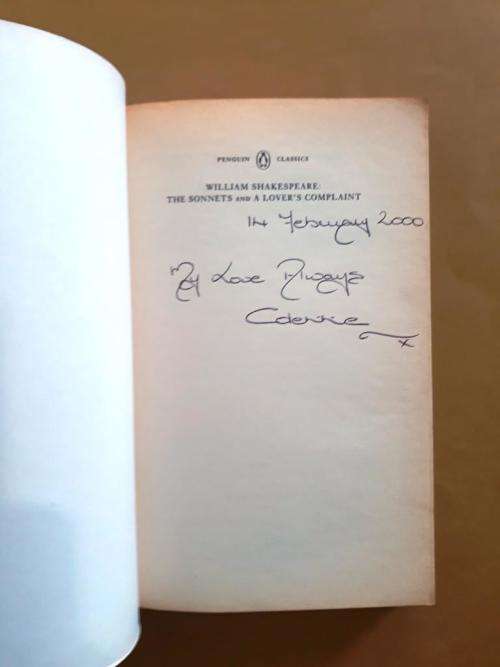 PENGUIN CLASSICS
WILLIAM SHAKESPEARE:
THE SONNETS AND A LOVER'S COMPLAINT
14 February 2000
My Love Always
x